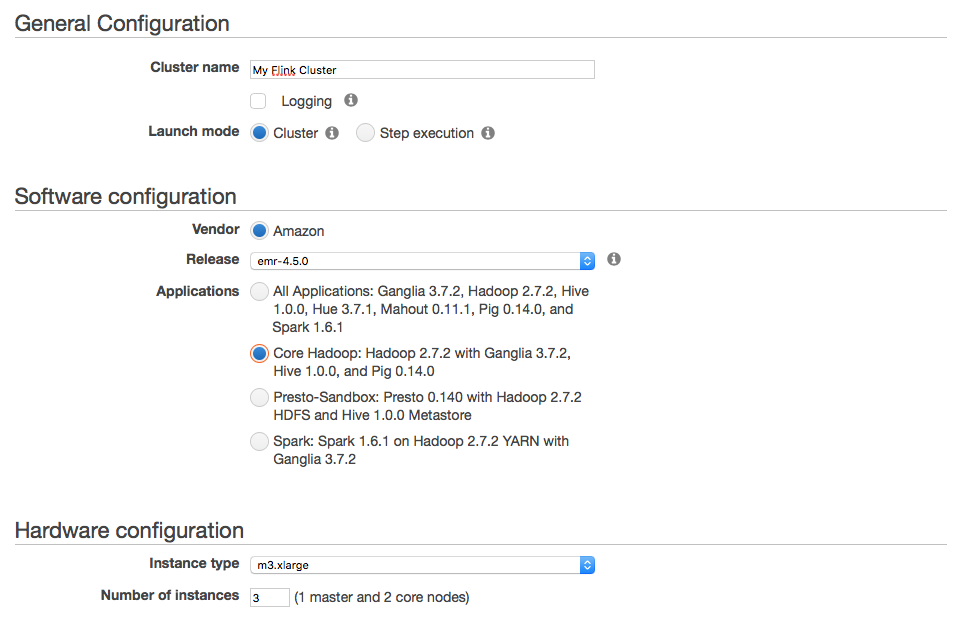 General Configuration
Cluster name My Flink Cluster
Logging
Launch mode Cluster Step execution
Software configuration
Vendor Amazon
Release emr-4.5.0
Applications All Applications: Ganglia 3.7.2, Hadoop 2.7.2, Hive
1.0.0, Hue 3.7.1, Mahout 0.11.1, Pig 0.14.0, and
Spark 1.6.1
Core Hadoop: Hadoop 2.7.2 with Ganglia 3.7.2,
Hive 1.0.0, and Pig 0.14.0
Presto-Sandbox: Presto 0.140 with Hadoop 2.7.2
HDFS and Hive 1.0.0 Metastore
Spark: Spark 1.6.1 on Hadoop 2.7.2 YARN with
Ganglia 3.7.2
Hardware configuration
Instance type m3.xlarge
Number of instances 3 (1 master and 2 core nodes)